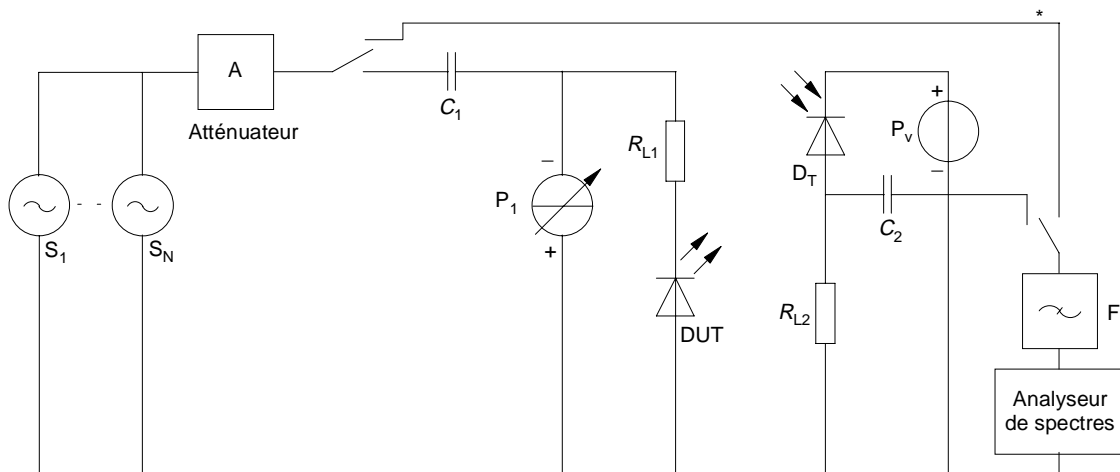 *
A
Atténuateur
C1
S1
SN
–
P1
+
RL1
DUT
DT
+
Pv
–
C2
RL2
F
Analyseur
de spectres